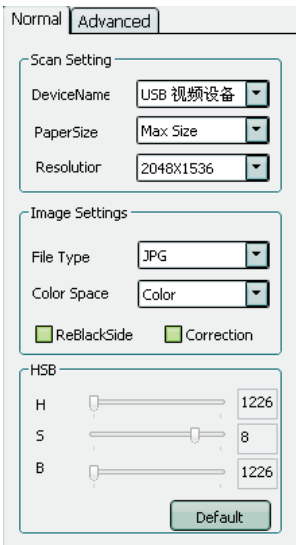 Normal Advanced
Scan Setting
DeviceName USB 视频设备
PaperSize Max Size
Resolutior 2048X1536
Image Settings
File Type JPG
Color Space Color
ReBlackSide Correction
HSB
H 1226
S 8
B 1226
Default